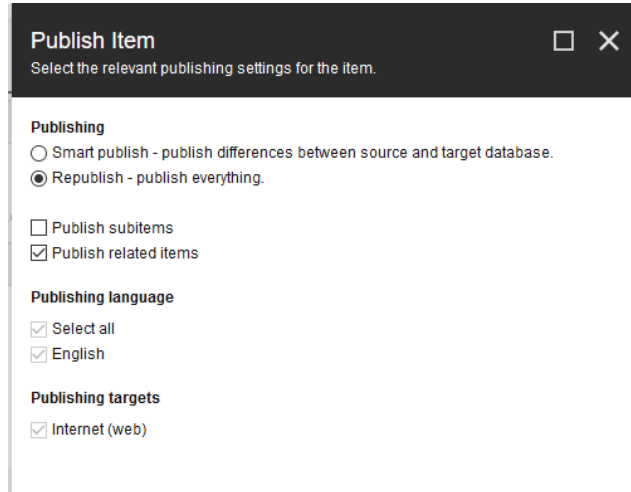 Publish Item
Select the relevant publishing settings for the item.
Publishing
Smart publish - publish differences between source and target database.
Republish - publish everything.
Publish subitems
Publish related items
Publishing language
Select all
English
Publishing targets
Internet (web)